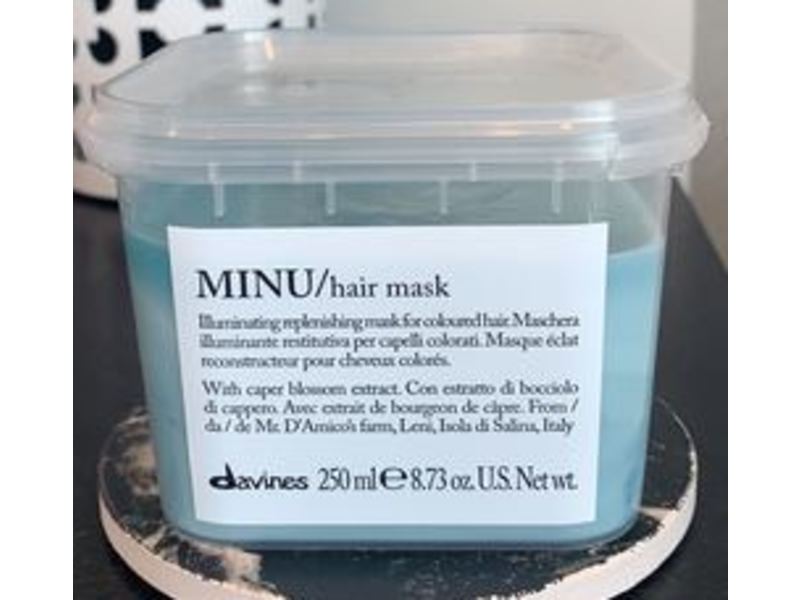 MINU/hair mask
Illuminating replenishing mask for coloured hair. Maschera
illuminante restitutiva per capelli colorati. Masque éclat
reconstructeur pour cheveux colorés.
With caper blossom extract. Con estratto di bocciolo
di cappero. Avec extrait de bourgeon de câpre. From /
da / de Mr. D'Amico's farm, Leni, Isola di Salina, Italy
davines 250 ml ℮ 8.73 oz. U.S. Net wt.